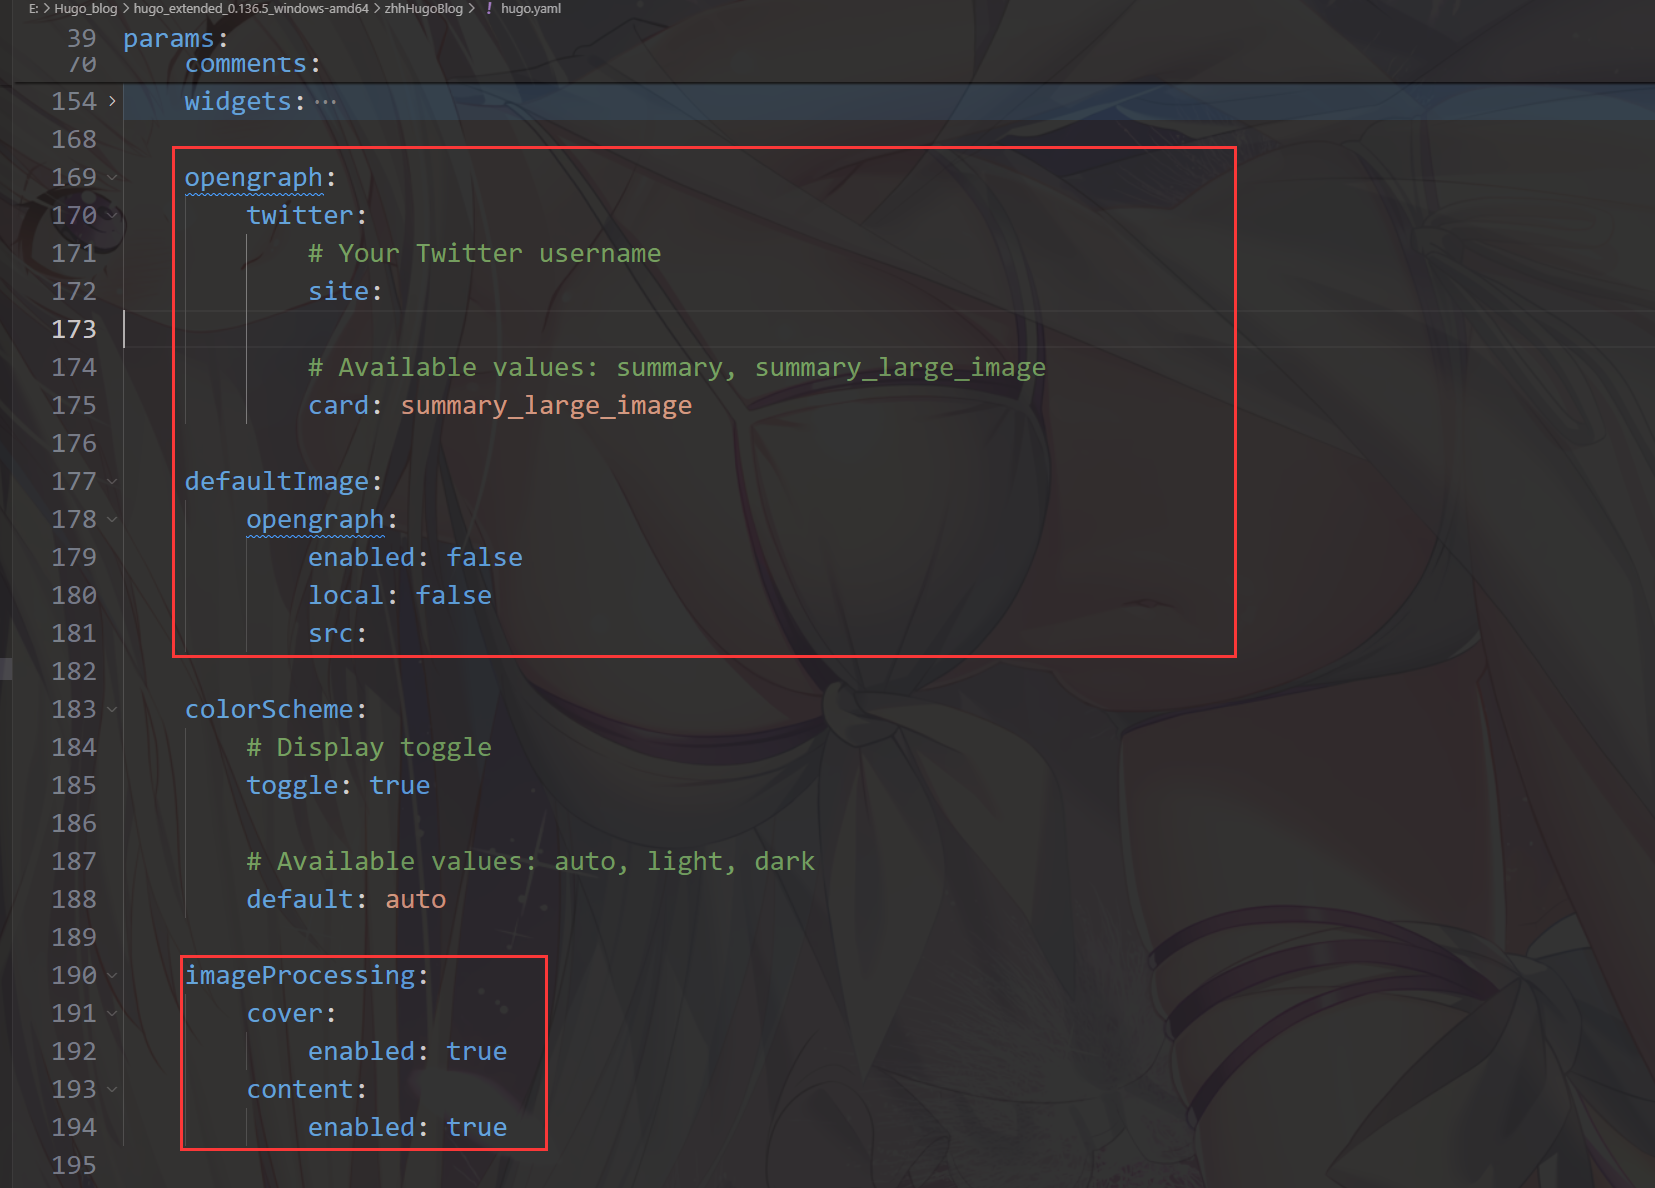 E: > Hugo_blog > hugo_extended_0.136.5_windows-amd64 > zhhHugoBlog > ! hugo.yaml
39 params:
70 comments:
154 > widgets: ···
168
169 opengraph:
170 twitter:
171 # Your Twitter username
172 site:
173
174 # Available values: summary, summary_large_image
175 card: summary_large_image
176
177 defaultImage:
178 opengraph:
179 enabled: false
180 local: false
181 src:
182
183 colorScheme:
184 # Display toggle
185 toggle: true
186
187 # Available values: auto, light, dark
188 default: auto
189
190 imageProcessing:
191 cover:
192 enabled: true
193 content:
194 enabled: true
195